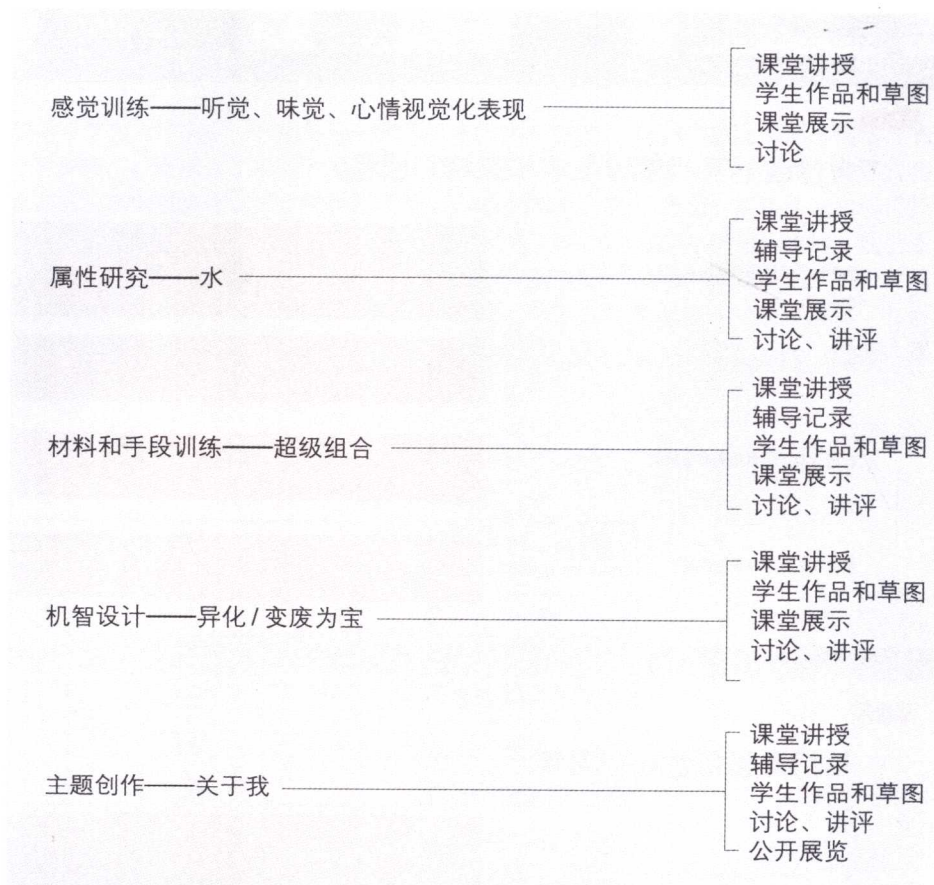 感觉训练——听觉、味觉、心情视觉化表现
课堂讲授
学生作品和草图
课堂展示
讨论
属性研究——水
课堂讲授
辅导记录
学生作品和草图
课堂展示
讨论、讲评
材料和手段训练——超级组合
课堂讲授
辅导记录
学生作品和草图
课堂展示
讨论、讲评
机智设计——异化 / 变废为宝
课堂讲授
学生作品和草图
课堂展示
讨论、讲评
主题创作——关于我
课堂讲授
辅导记录
学生作品和草图
讨论、讲评
公开展览